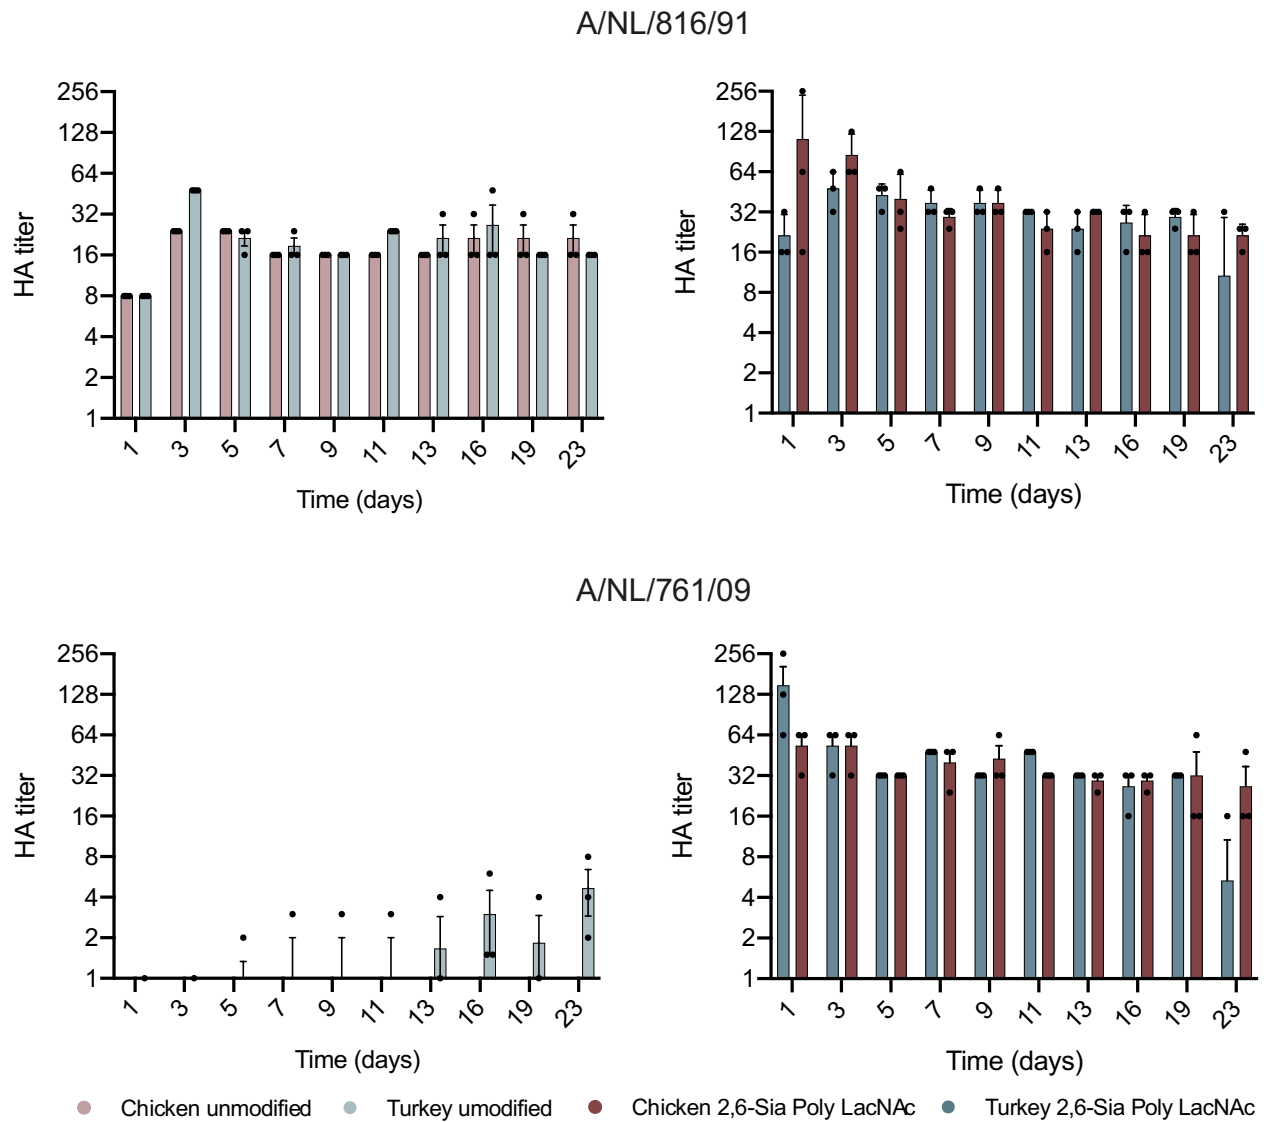 A/NL/816/91
256
128
64
32
16
8
4
2
1
HA titer
1 3 5 7 9 11 13 16 19 23
Time (days)
256
128
64
32
16
8
4
2
1
HA titer
1 3 5 7 9 11 13 16 19 23
Time (days)
A/NL/761/09
256
128
64
32
16
8
4
2
1
HA titer
1 3 5 7 9 11 13 16 19 23
Time (days)
256
128
64
32
16
8
4
2
1
HA titer
1 3 5 7 9 11 13 16 19 23
Time (days)
Chicken unmodified Turkey umodified Chicken 2,6-Sia Poly LacNAc Turkey 2,6-Sia Poly LacNAc